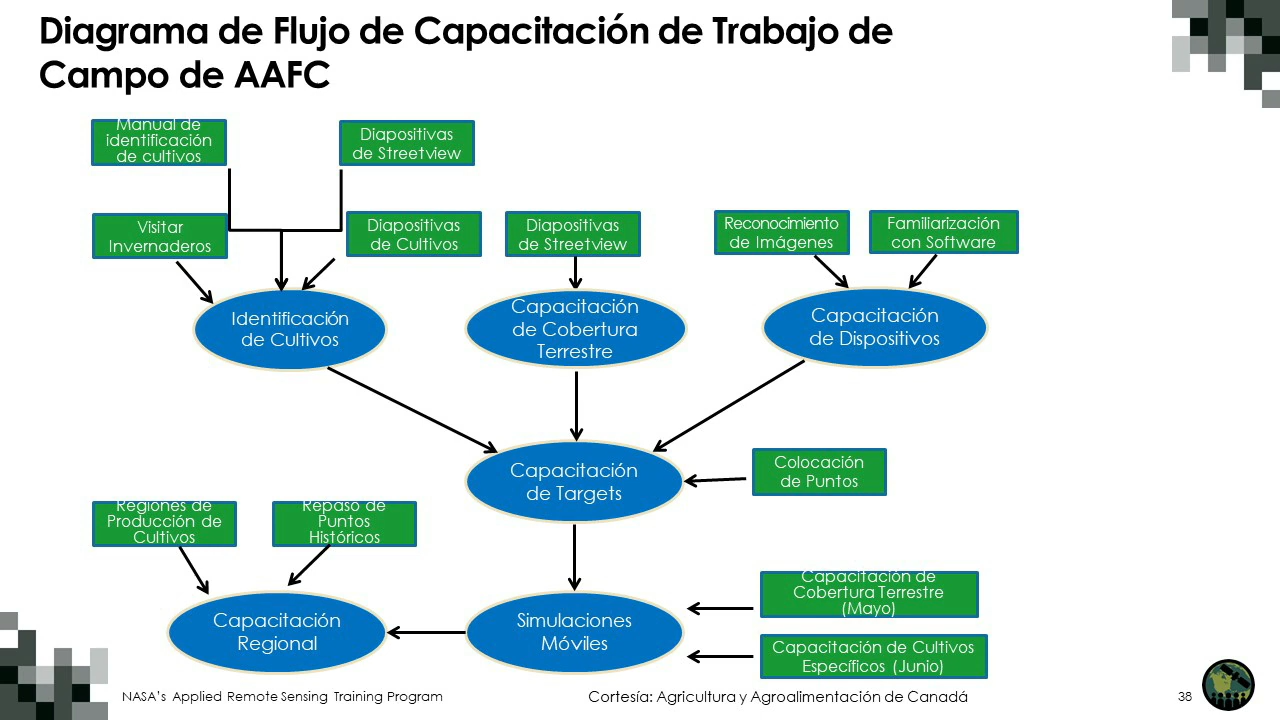 Diagrama de Flujo de Capacitación de Trabajo de
Campo de AAFC
Manual de
identificación
de cultivos
Diapositivas
de Streetview
Visitar
Invernaderos
Diapositivas
de Cultivos
Diapositivas
de Streetview
Reconocimiento
de Imágenes
Familiarización
con Software
Identificación
de Cultivos
Capacitación
de Cobertura
Terrestre
Capacitación
de Dispositivos
Capacitación
de Targets
Colocación
de Puntos
Regiones de
Producción de
Cultivos
Repaso de
Puntos
Históricos
Capacitación
Regional
Simulaciones
Móviles
Capacitación de
Cobertura Terrestre
(Mayo)
Capacitación de Cultivos
Específicos (Junio)
NASA's Applied Remote Sensing Training Program
Cortesía: Agricultura y Agroalimentación de Canadá
38